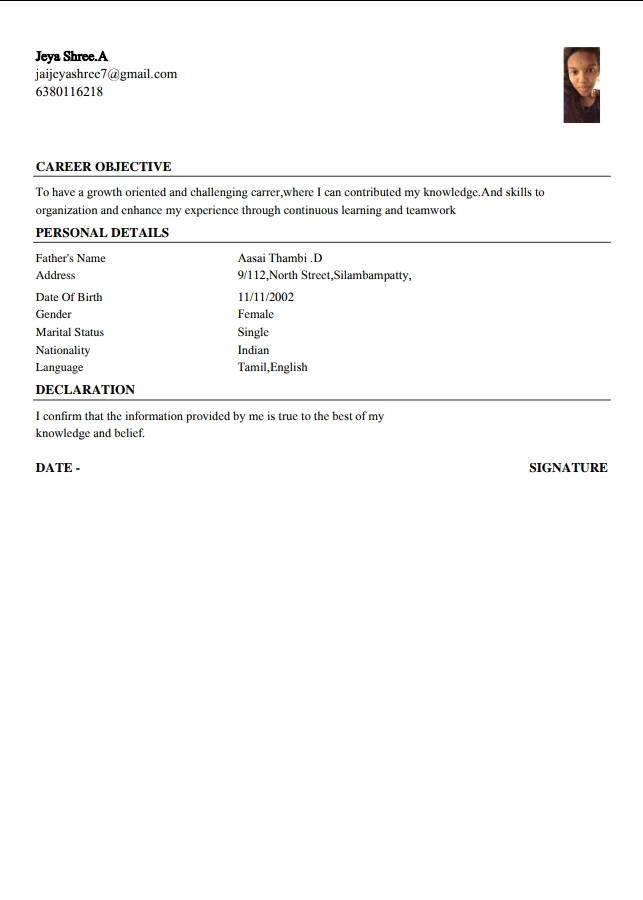 Jeya Shree.A
jaijeyashree7@gmail.com
6380116218
CAREER OBJECTIVE
To have a growth oriented and challenging carrer,where I can contributed my knowledge.And skills to
organization and enhance my experience through continuous learning and teamwork
PERSONAL DETAILS
Father's Name Aasai Thambi .D
Address 9/112,North Street,Silambampatty,
Date Of Birth 11/11/2002
Gender Female
Marital Status Single
Nationality Indian
Language Tamil,English
DECLARATION
I confirm that the information provided by me is true to the best of my
knowledge and belief.
DATE - SIGNATURE